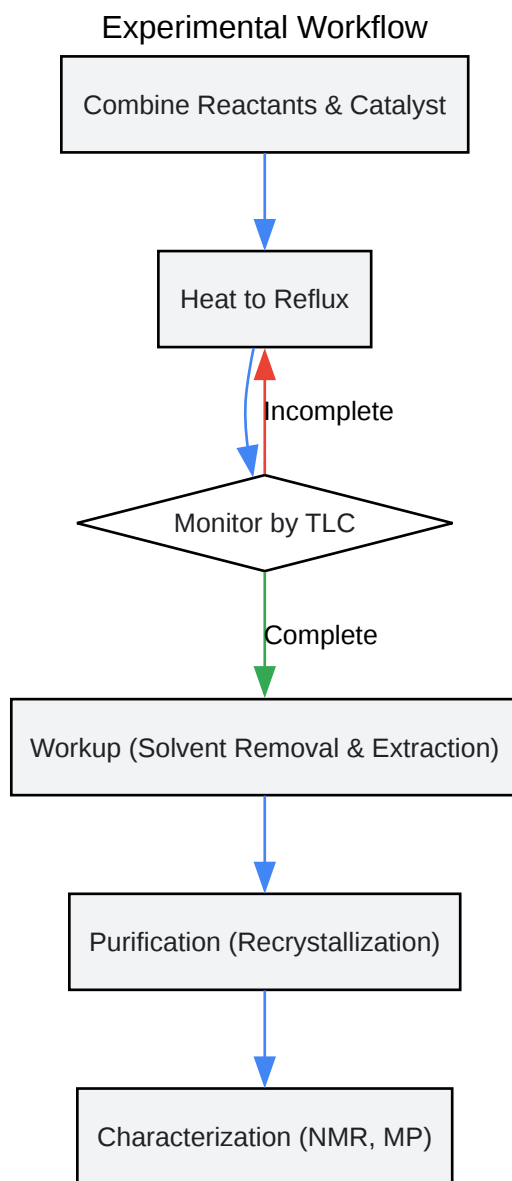 Experimental Workflow
Combine Reactants & Catalyst
Heat to Reflux
Incomplete
Monitor by TLC
Complete
Workup (Solvent Removal & Extraction)
Purification (Recrystallization)
Characterization (NMR, MP)